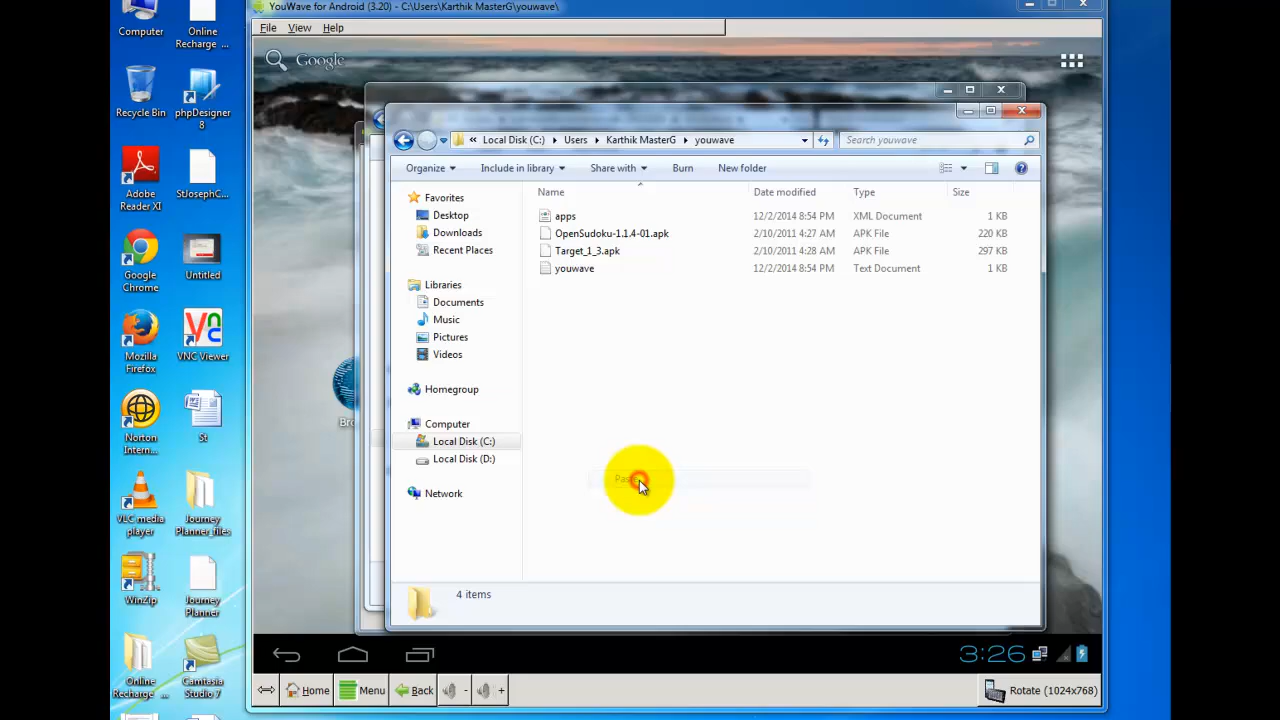 YouWave for Android (3.20) - C:\Users\Karthik MasterG\youwave\
File View Help
Google
Computer
Online Recharge ...
Recycle Bin
phpDesigner 8
Adobe Reader XI
StJosephC...
Google Chrome
Untitled
Mozilla Firefox
VNC Viewer
Norton Intern...
St
VLC media player
Journey Planner_files
WinZip
Journey Planner
Online Recharge ...
Camtasia Studio 7
« Local Disk (C:) Users Karthik MasterG youwave
Search youwave
Organize Include in library Share with Burn New folder
Name Date modified Type Size
apps 12/2/2014 8:54 PM XML Document 1 KB
OpenSudoku-1.1.4-01.apk 2/10/2011 4:27 AM APK File 220 KB
Target_1_3.apk 2/10/2011 4:28 AM APK File 297 KB
youwave 12/2/2014 8:54 PM Text Document 1 KB
Favorites
Desktop
Downloads
Recent Places
Libraries
Documents
Music
Pictures
Videos
Homegroup
Computer
Local Disk (C:)
Local Disk (D:)
Network
4 items
3:26
Home Menu Back - + Rotate (1024x768)